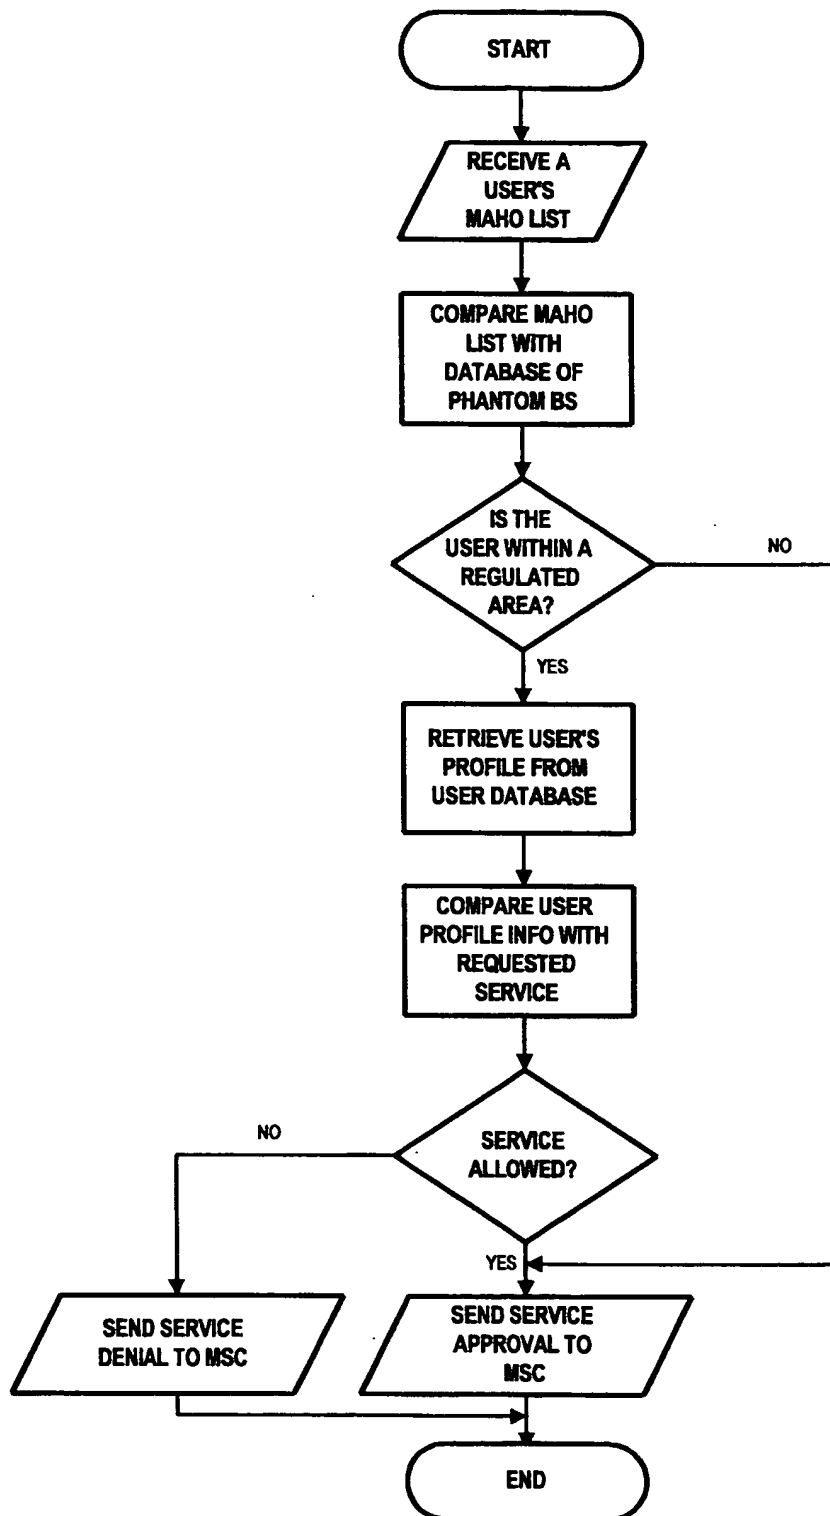 START
RECEIVE A
USER'S
MAHO LIST
COMPARE MAHO
LIST WITH
DATABASE OF
PHANTOM BS
IS THE
USER WITHIN A
REGULATED
AREA?
NO
YES
RETRIEVE USER'S
PROFILE FROM
USER DATABASE
COMPARE USER
PROFILE INFO WITH
REQUESTED
SERVICE
NO
SERVICE
ALLOWED?
YES
SEND SERVICE
DENIAL TO MSC
SEND SERVICE
APPROVAL TO
MSC
END